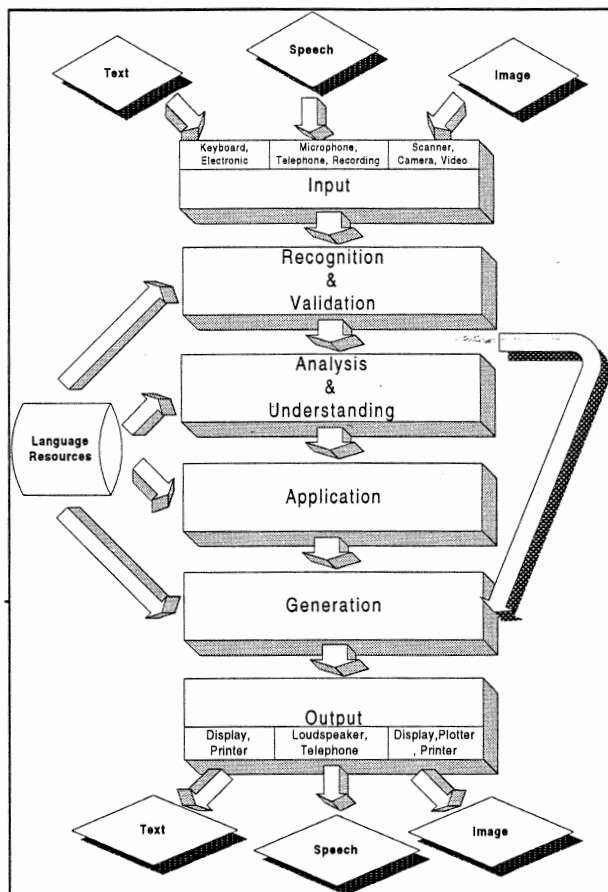 Text
Speech
Image
Keyboard,
Electronic
Microphone,
Telephone, Recording
Scanner,
Camera, Video
Input
Recognition
&
Validation
Analysis
&
Understanding
Language
Resources
Application
Generation
Output
Display,
Printer
Loudspeaker,
Telephone
Display,Plotter
, Printer
Text
Speech
Image